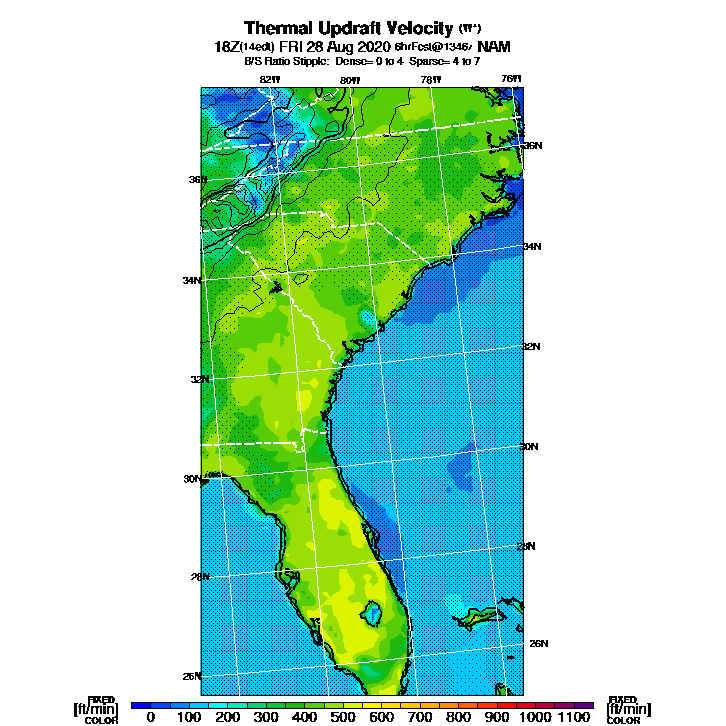 Thermal Updraft Velocity (W*)
18Z(14edt) FRI 28 Aug 2020 6hrFcst@1346z NAM
B/S Ratio Stipple: Dense= 0 to 4 Sparse= 4 to 7
82W 80W 78W 76W
36N
36N
34N
34N
32N
32N
30N
30N
28N
28N
26N
26N
FIXED FIXED
[ft/min] 0 100 200 300 400 500 600 700 800 900 1000 1100 [ft/min]
COLOR COLOR